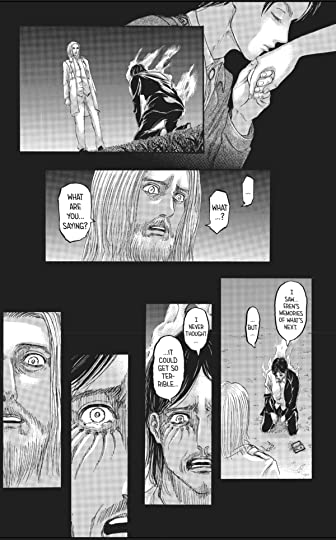 ...
WHAT
...?
WHAT
ARE
YOU...
SAYING?
I
SAW...
EREN'S
MEMORIES
OF WHAT'S
NEXT.
BUT...
I
NEVER
THOUGHT...
...IT
COULD
GET SO
TER-
RIBLE...